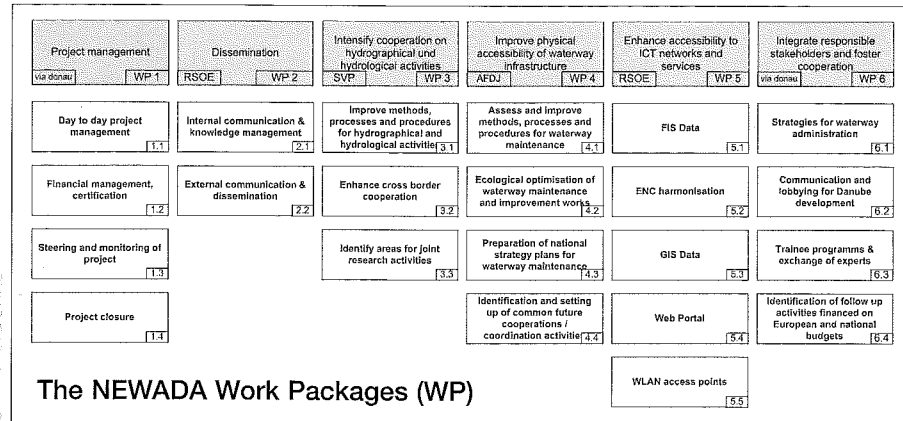 Project management
via donau
WP 1
Dissemination
RSOE
WP 2
Intensify cooperation on
hydrographical und
hydrological activities
SVP
WP 3
Improve physical
accessibility of waterway
infrastructure
AFDJ
WP 4
Enhance accessibility to
ICT networks and
services
RSOE
WP 5
Integrate responsible
stakeholders and foster
cooperation
via donau
WP 6
Day to day project
management
1.1
Internal communication &
knowledge management
2.1
Improve methods,
processes and procedures
for hydrographical and
hydrological activities
3.1
Assess and improve
methods, processes and
procedures for waterway
maintenance
4.1
FIS Data
5.1
Strategies for waterway
administration
6.1
Financial management,
certification
1.2
External communication &
dissemination
2.2
Enhance cross border
cooperation
3.2
Ecological optimisation of
waterway maintenance
and improvement works
4.2
ENC harmonisation
5.2
Communication and
lobbying for Danube
development
6.2
Steering and monitoring of
project
1.3
Identify areas for joint
research activities
3.3
Preparation of national
strategy plans for
waterway maintenance
4.3
GIS Data
5.3
Trainee programms &
exchange of experts
6.3
Project closure
1.4
Identification and setting
up of common future
cooperations /
coordination activitie
4.4
Web Portal
5.4
Identification of follow up
activities financed on
European and national
budgets
6.4
WLAN access points
5.5
The NEWADA Work Packages (WP)